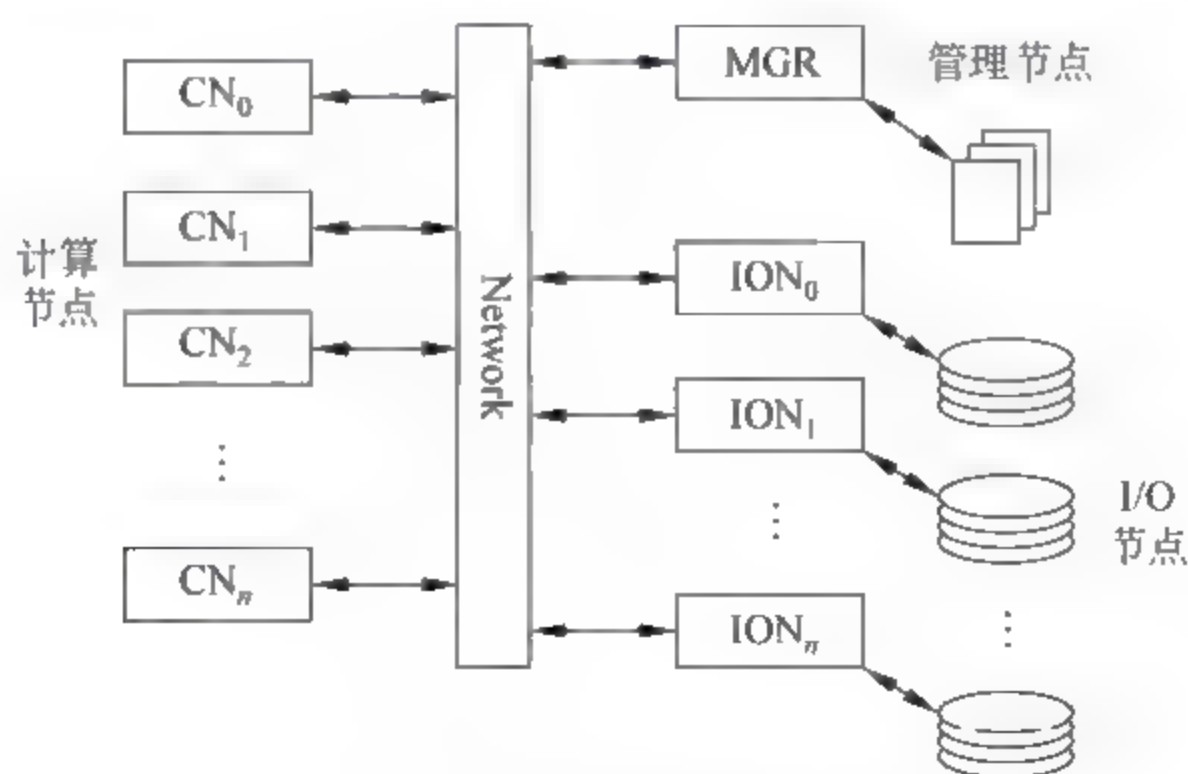 CN₀
CN₁
计算
节点
CN₂
⋮
CNₙ
Network
MGR
管理节点
ION₀
ION₁
⋮
I/O
节点
IONₙ
⋮